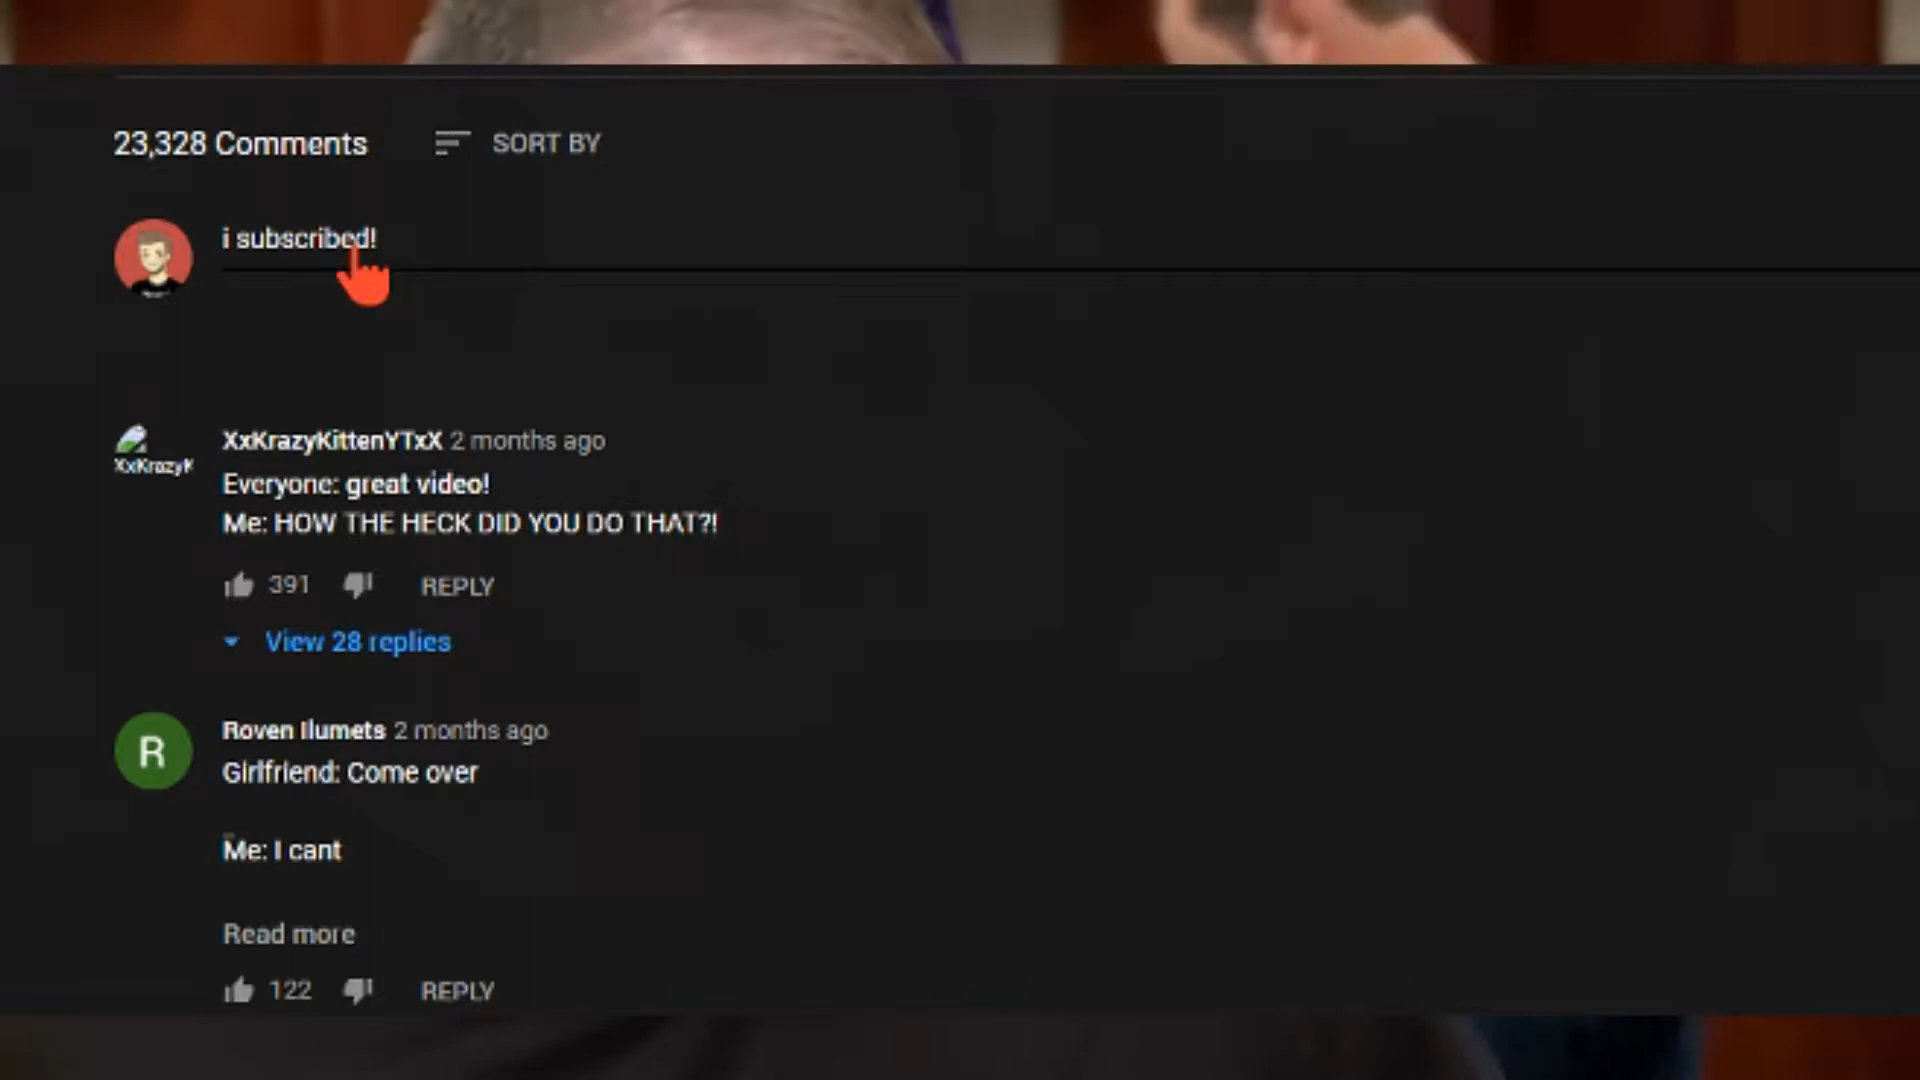 23,328 Comments SORT BY
i subscribed!
XxKrazyKittenYTxX 2 months ago
XxKrazyK
Everyone: great video!
Me: HOW THE HECK DID YOU DO THAT?!
391 REPLY
View 28 replies
R
Roven Ilumets 2 months ago
Girlfriend: Come over
Me: I cant
Read more
122 REPLY